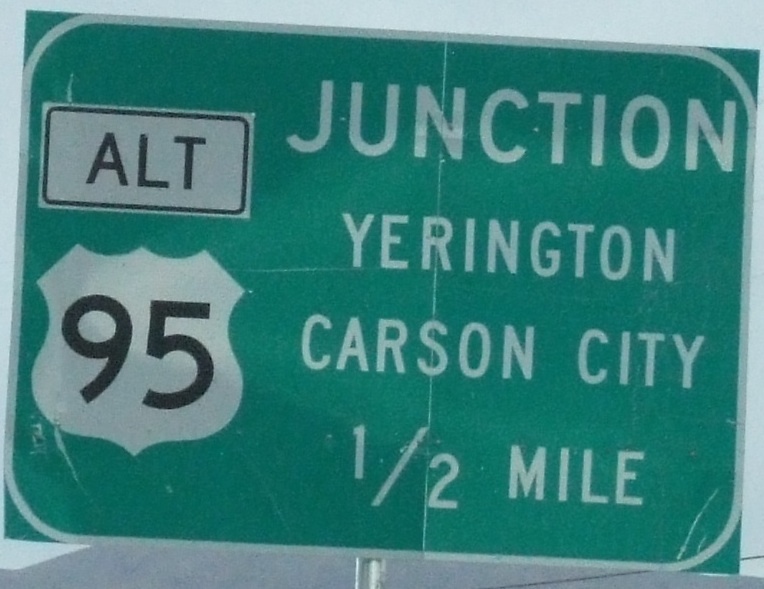 ALT
95
JUNCTION
YERINGTON
CARSON CITY
1/2 MILE